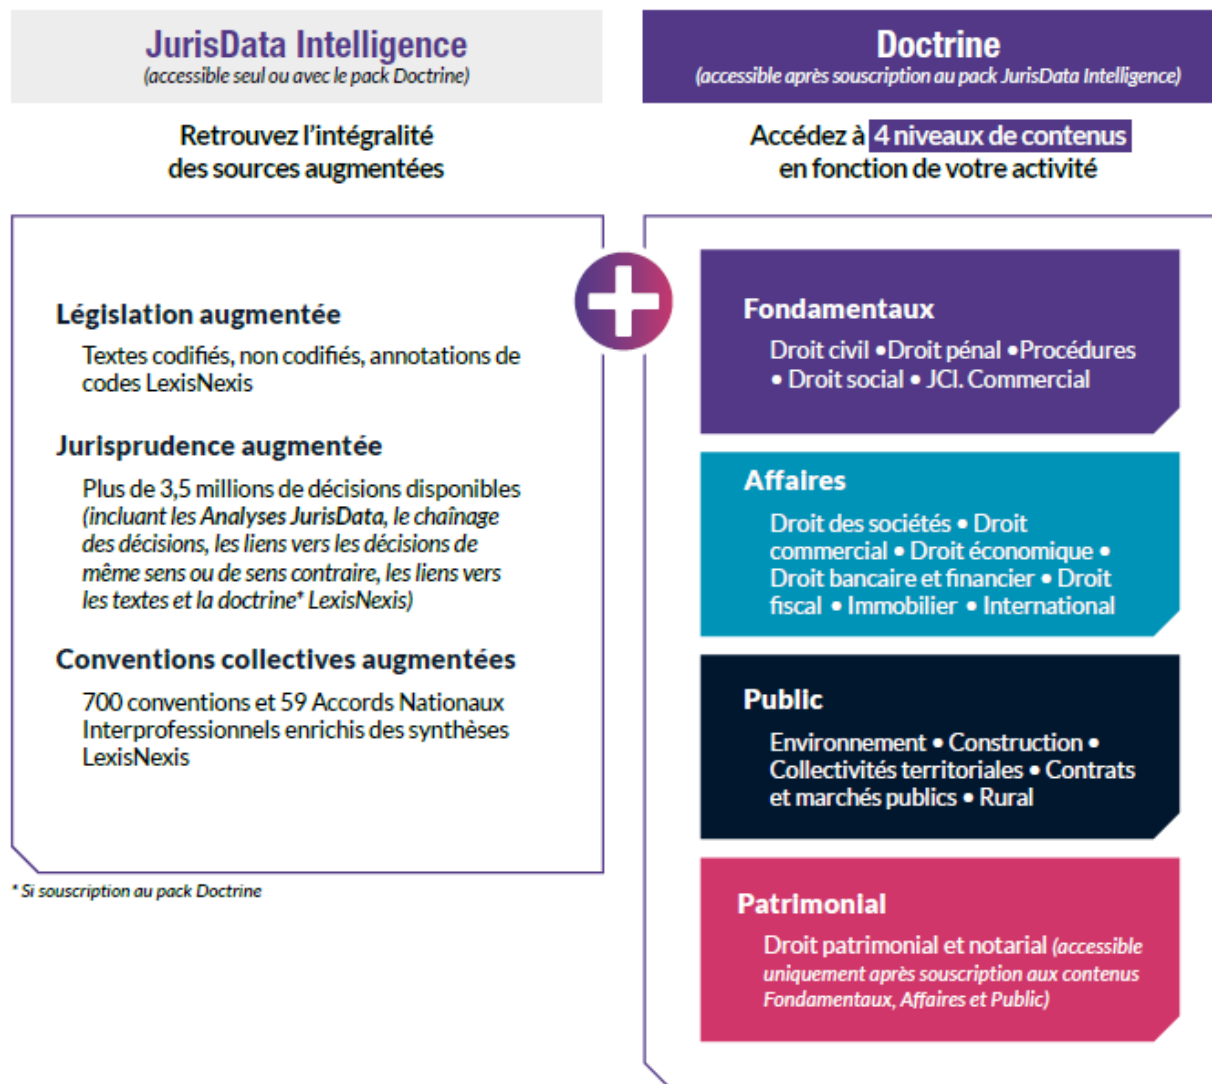 JurisData Intelligence
(accessible seul ou avec le pack Doctrine)
Retrouvez l'intégralité
des sources augmentées
Législation augmentée
Textes codifiés, non codifiés, annotations de
codes LexisNexis
Jurisprudence augmentée
Plus de 3,5 millions de décisions disponibles
(incluant les Analyses JurisData, le chaînage
des décisions, les liens vers les décisions de
même sens ou de sens contraire, les liens vers
les textes et la doctrine* LexisNexis)
Conventions collectives augmentées
700 conventions et 59 Accords Nationaux
Interprofessionnels enrichis des synthèses
LexisNexis
* Si souscription au pack Doctrine
Doctrine
(accessible après souscription au pack JurisData Intelligence)
Accédez à 4 niveaux de contenus
en fonction de votre activité
Fondamentaux
Droit civil •Droit pénal •Procédures
• Droit social • JCl. Commercial
Affaires
Droit des sociétés • Droit
commercial • Droit économique •
Droit bancaire et financier • Droit
fiscal • Immobilier • International
Public
Environnement • Construction •
Collectivités territoriales • Contrats
et marchés publics • Rural
Patrimonial
Droit patrimonial et notarial (accessible
uniquement après souscription aux contenus
Fondamentaux, Affaires et Public)